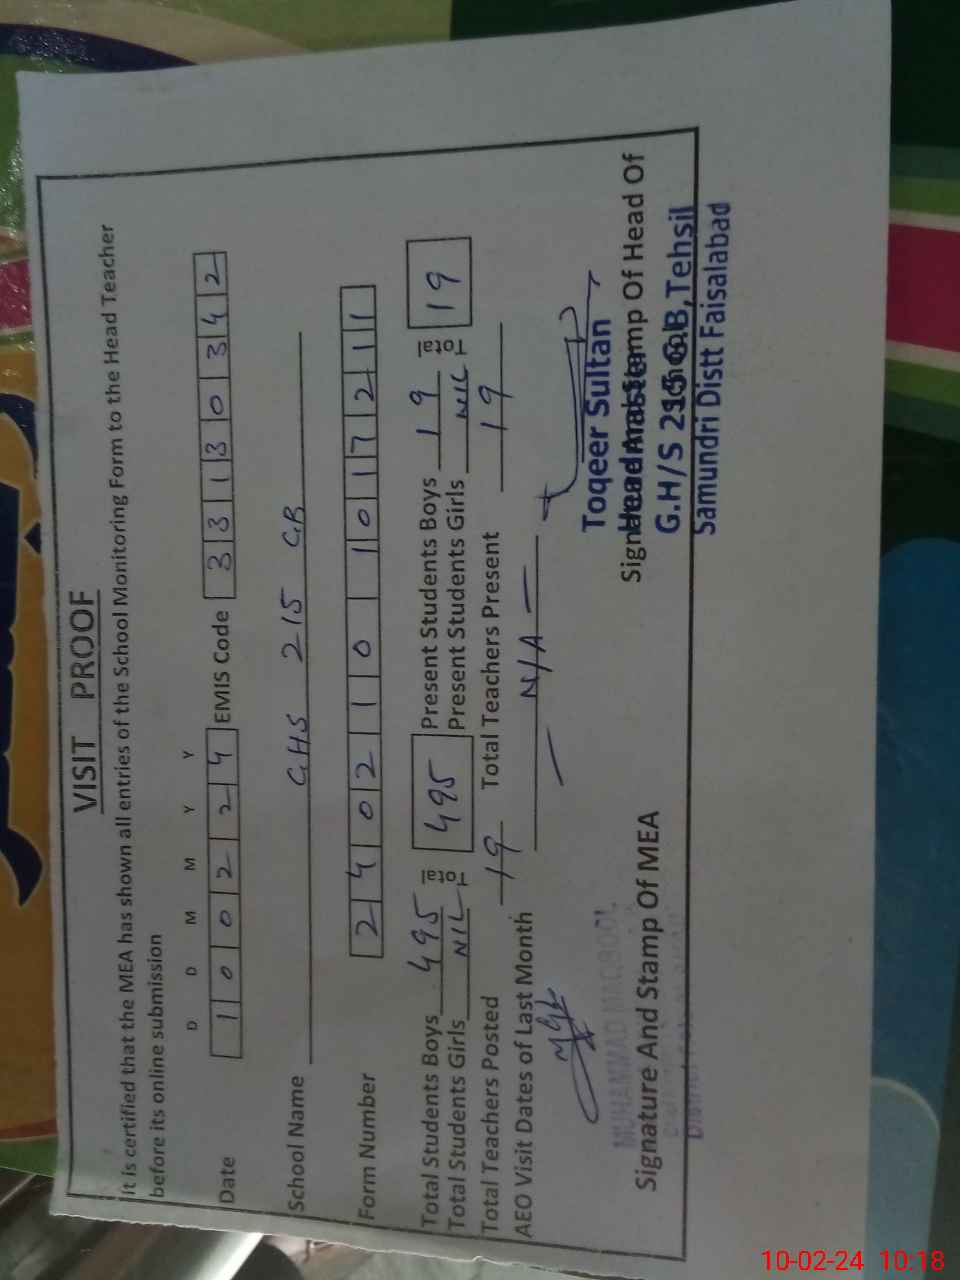 VISIT PROOF
It is certified that the MEA has shown all entries of the School Monitoring Form to the Head Teacher
before its online submission
D D M M Y Y
Date 1 0 0 2 2 4 EMIS Code 3 3 1 3 0 3 4 2
School Name GHS 215 GB
Form Number 2 4 0 2 1 0 1 0 1 7 2 1 1
Total Students Boys 495 Total 495 Present Students Boys 19 Total 19
Total Students Girls NIL Present Students Girls NIL
Total Teachers Posted 19 Total Teachers Present 19
AEO Visit Dates of Last Month — N/A —
MUHAMMAD MAQBOOL
Signature And Stamp Of MEA
Toqeer Sultan
Signature And Stamp Of Head Of
G.H/S 215 G.B, Tehsil
Samundri Distt Faisalabad
10-02-24 10:18